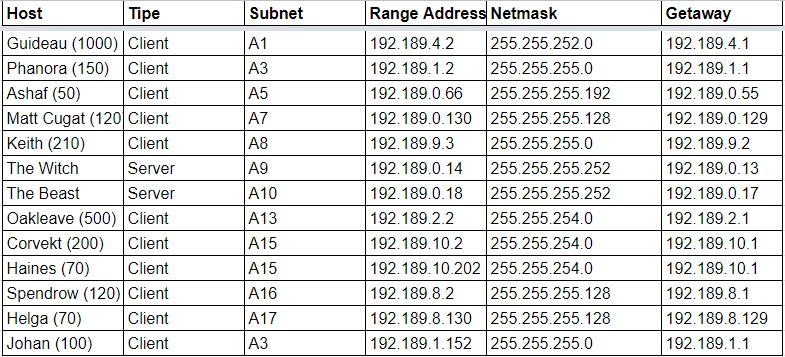 Host Tipe Subnet Range Address Netmask Getaway
Guideau (1000) Client A1 192.189.4.2 255.255.252.0 192.189.4.1
Phanora (150) Client A3 192.189.1.2 255.255.255.0 192.189.1.1
Ashaf (50) Client A5 192.189.0.66 255.255.255.192 192.189.0.55
Matt Cugat (120 Client A7 192.189.0.130 255.255.255.128 192.189.0.129
Keith (210) Client A8 192.189.9.3 255.255.255.0 192.189.9.2
The Witch Server A9 192.189.0.14 255.255.255.252 192.189.0.13
The Beast Server A10 192.189.0.18 255.255.255.252 192.189.0.17
Oakleave (500) Client A13 192.189.2.2 255.255.254.0 192.189.2.1
Corvekt (200) Client A15 192.189.10.2 255.255.254.0 192.189.10.1
Haines (70) Client A15 192.189.10.202 255.255.254.0 192.189.10.1
Spendrow (120) Client A16 192.189.8.2 255.255.255.128 192.189.8.1
Helga (70) Client A17 192.189.8.130 255.255.255.128 192.189.8.129
Johan (100) Client A3 192.189.1.152 255.255.255.0 192.189.1.1